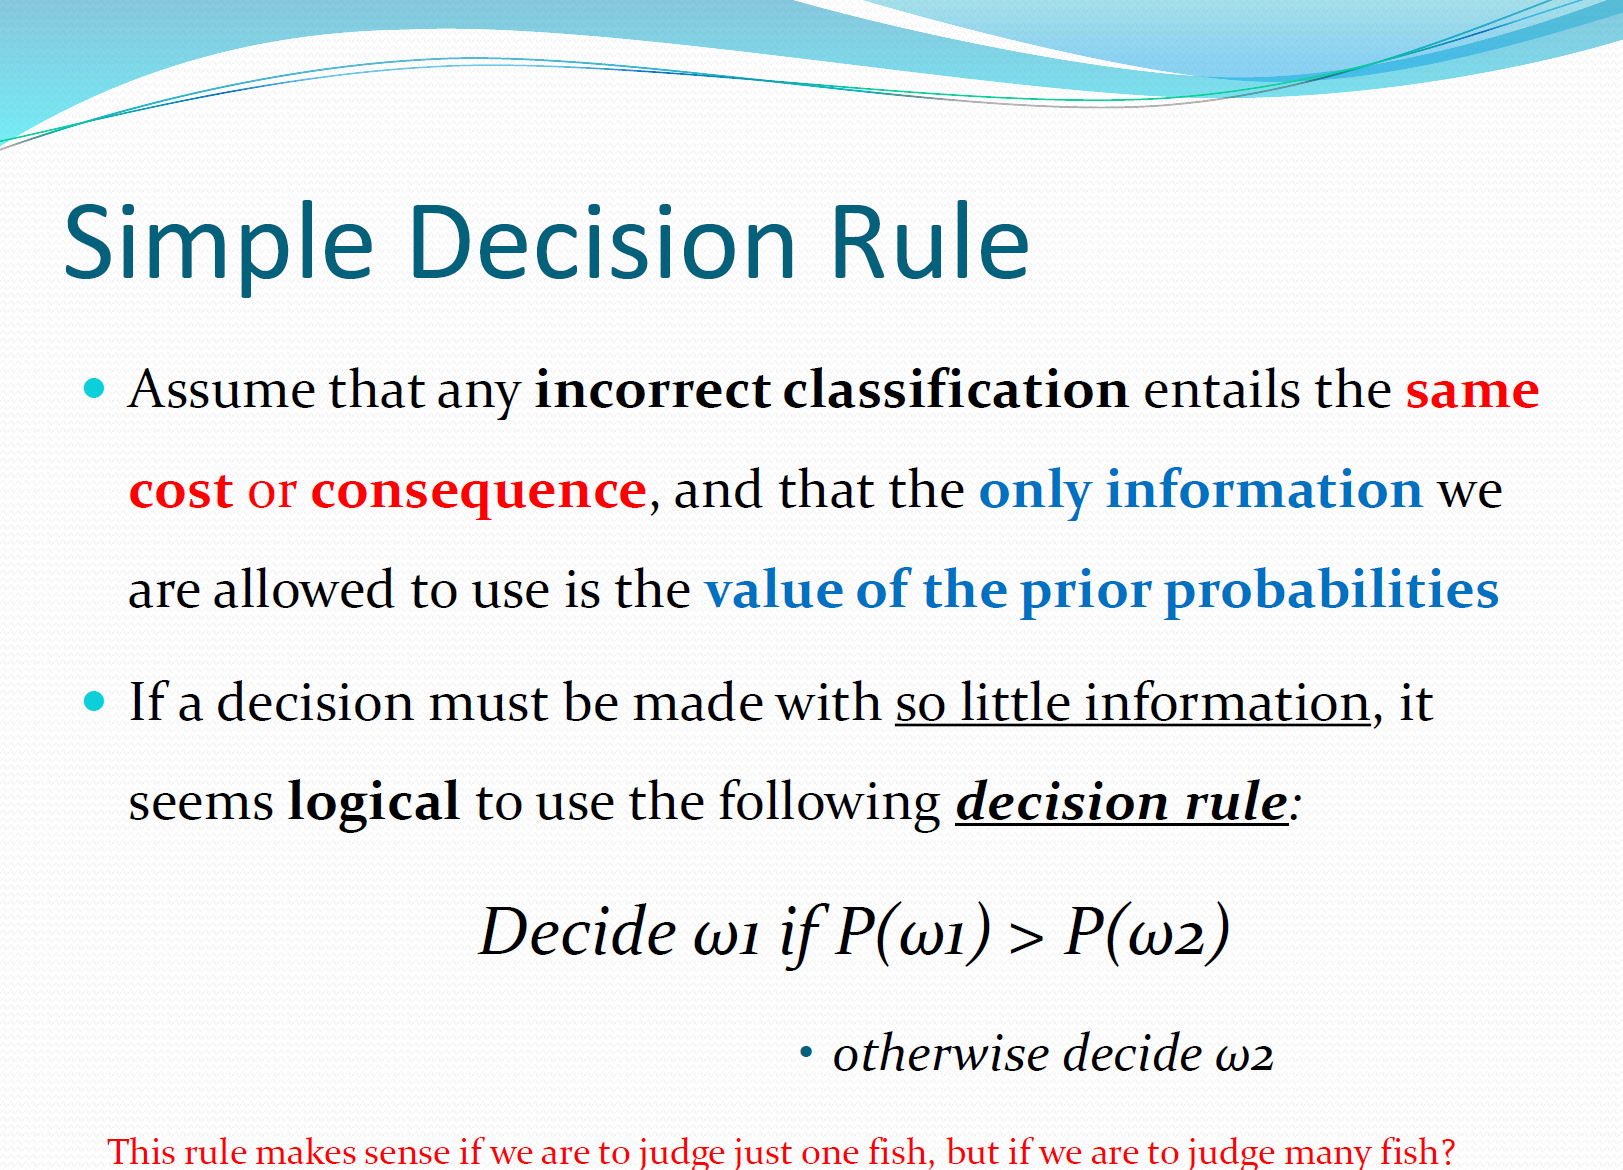 Simple Decision Rule
• Assume that any incorrect classification entails the same
cost or consequence, and that the only information we
are allowed to use is the value of the prior probabilities
• If a decision must be made with so little information, it
seems logical to use the following decision rule:
Decide ω1 if P(ω1) > P(ω2)
• otherwise decide ω2
This rule makes sense if we are to judge just one fish, but if we are to judge many fish?